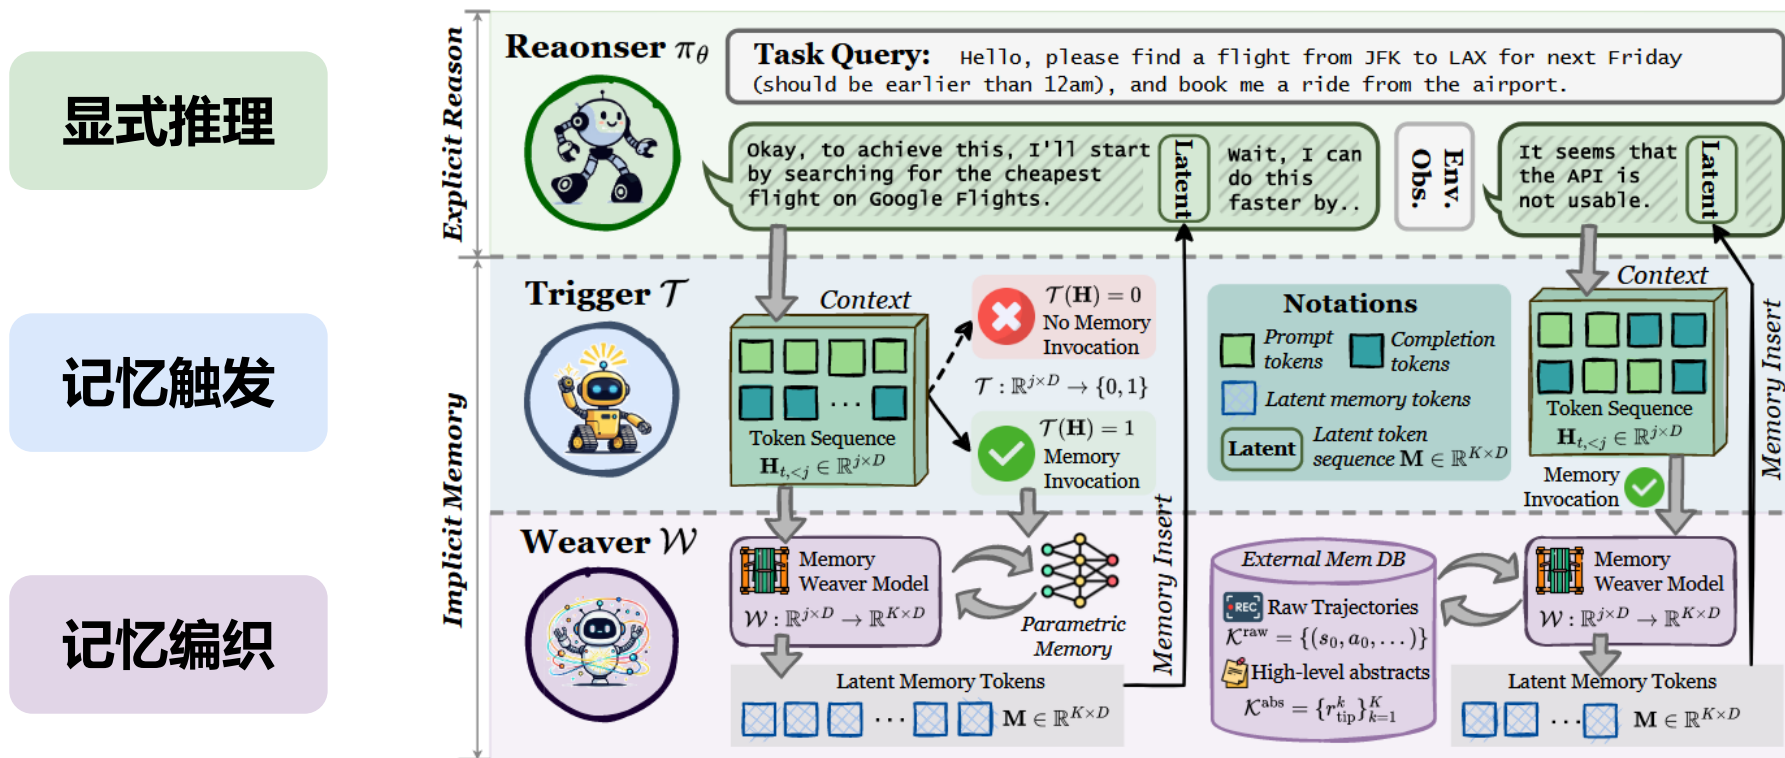 显式推理
记忆触发
记忆编织
Explicit Reason
Implicit Memory
Reaonser πθ
Task Query: Hello, please find a flight from JFK to LAX for next Friday
(should be earlier than 12am), and book me a ride from the airport.
Okay, to achieve this, I'll start
by searching for the cheapest
flight on Google Flights.
Latent
Wait, I can
do this
faster by..
Env.
Obs.
It seems that
the API is
not usable.
Latent
Trigger 𝒯
Context
Token Sequence
H_{t,<j} ∈ ℝ^{j×D}
𝒯(H) = 0
No Memory
Invocation
𝒯 : ℝ^{j×D} → {0, 1}
𝒯(H) = 1
Memory
Invocation
Notations
Prompt
tokens
Completion
tokens
Latent memory tokens
Latent
Latent token
sequence M ∈ ℝ^{K×D}
Context
Token Sequence
H_{t,<j} ∈ ℝ^{j×D}
Memory
Invocation
Memory Insert
Memory Insert
Weaver 𝒲
Memory
Weaver Model
𝒲 : ℝ^{j×D} → ℝ^{K×D}
Parametric
Memory
Latent Memory Tokens
··· M ∈ ℝ^{K×D}
External Mem DB
REC
Raw Trajectories
𝒦^{raw} = {(s₀, a₀, . . . )}
High-level abstracts
𝒦^{abs} = {r^k_{tip}}^K_{k=1}
Memory
Weaver Model
𝒲 : ℝ^{j×D} → ℝ^{K×D}
Latent Memory Tokens
··· M ∈ ℝ^{K×D}